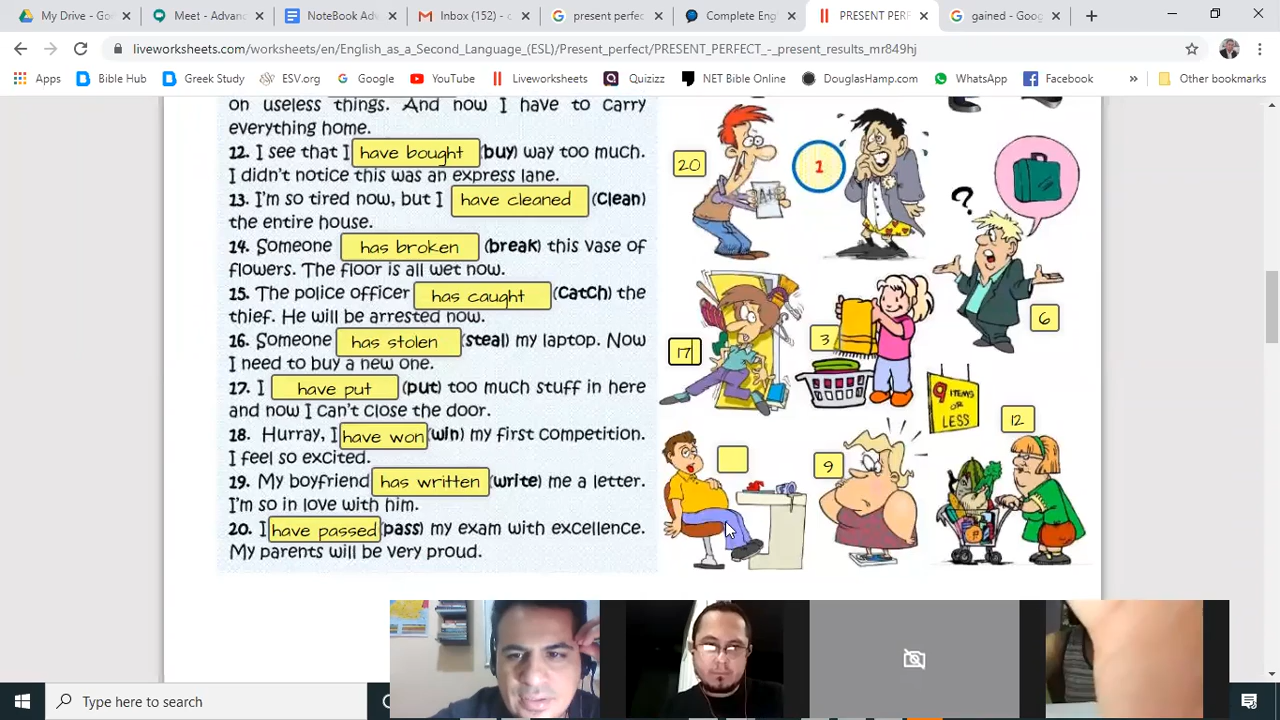 My Drive - G
Meet - Advanc
NoteBook Adv
Inbox (152) - c
present perfec
Complete Engl
PRESENT PERF
gained - Goog
liveworksheets.com/worksheets/en/English_as_a_Second_Language_(ESL)/Present_perfect/PRESENT_PERFECT_-_present_results_mr849hj
Apps
Bible Hub
Greek Study
ESV.org
Google
YouTube
Liveworksheets
Quizizz
NET Bible Online
DouglasHamp.com
WhatsApp
Facebook
»
Other bookmarks
on useless things. And now I have to carry
everything home.
12. I see that I have bought (buy) way too much.
I didn't notice this was an express lane.
13. I'm so tired now, but I have cleaned (Clean)
the entire house.
14. Someone has broken (break) this vase of
flowers. The floor is all wet now.
15. The police officer has caught (Catch) the
thief. He will be arrested now.
16. Someone has stolen (steal) my laptop. Now
I need to buy a new one.
17. I have put (put) too much stuff in here
and now I can't close the door.
18. Hurray, I have won (win) my first competition.
I feel so excited.
19. My boyfriend has written (write) me a letter.
I'm so in love with him.
20. I have passed (pass) my exam with excellence.
My parents will be very proud.
20
1
A+
?
6
17
3
9 ITEMS
OR
LESS
12
9
Type here to search